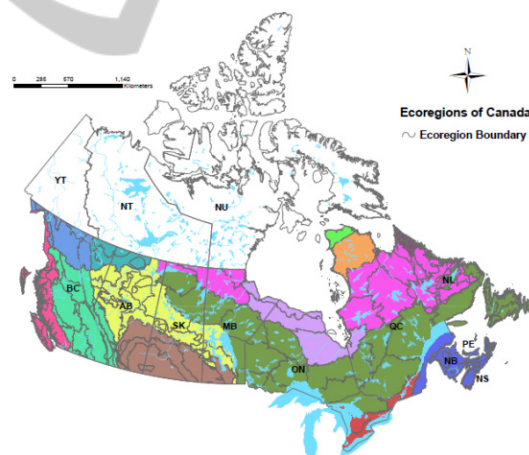 0 285 570 1,140
Kilometers
N
Ecoregions of Canada
Ecoregion Boundary
YT
NT
NU
BC
AB
SK
MB
ON
QC
NL
PE
NB
NS